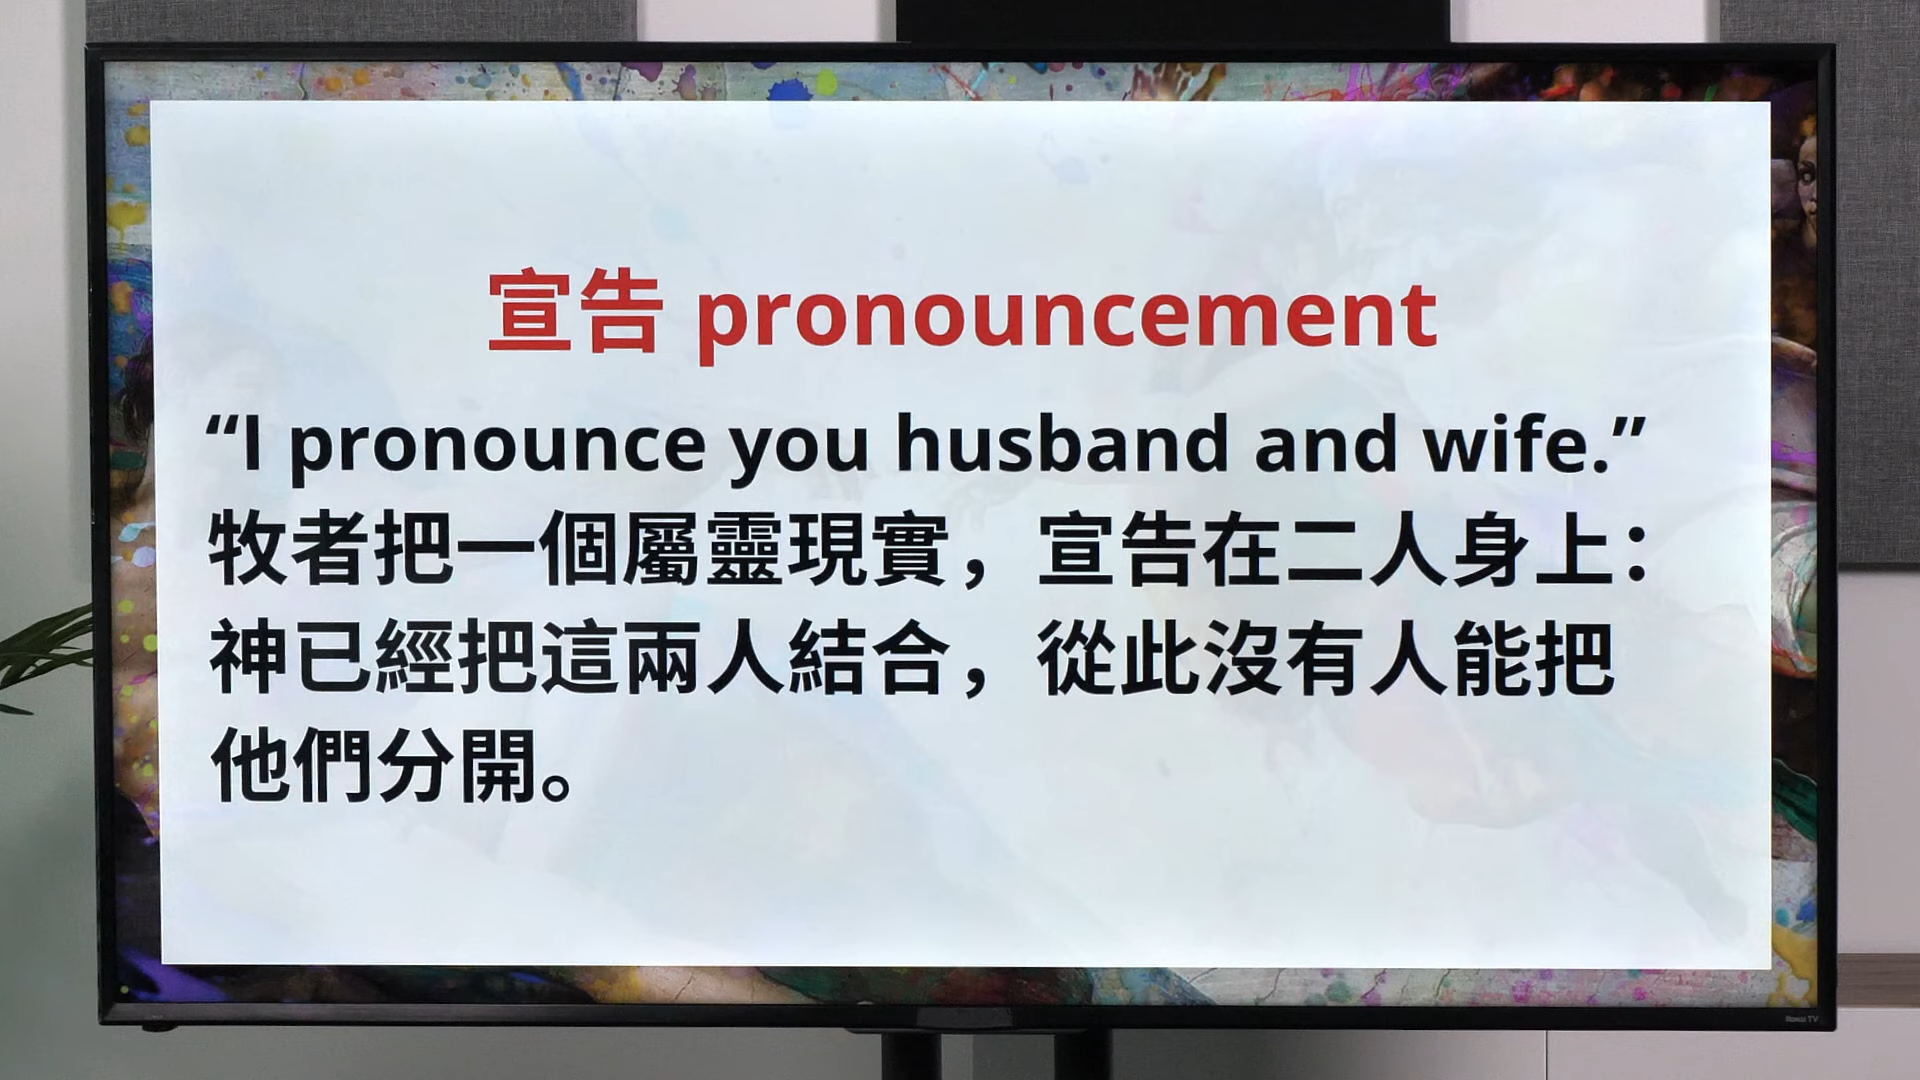 宣告 pronouncement
“I pronounce you husband and wife.”
牧者把一個屬靈現實，宣告在二人身上：
神已經把這兩人結合，從此沒有人能把
他們分開。
Roku TV